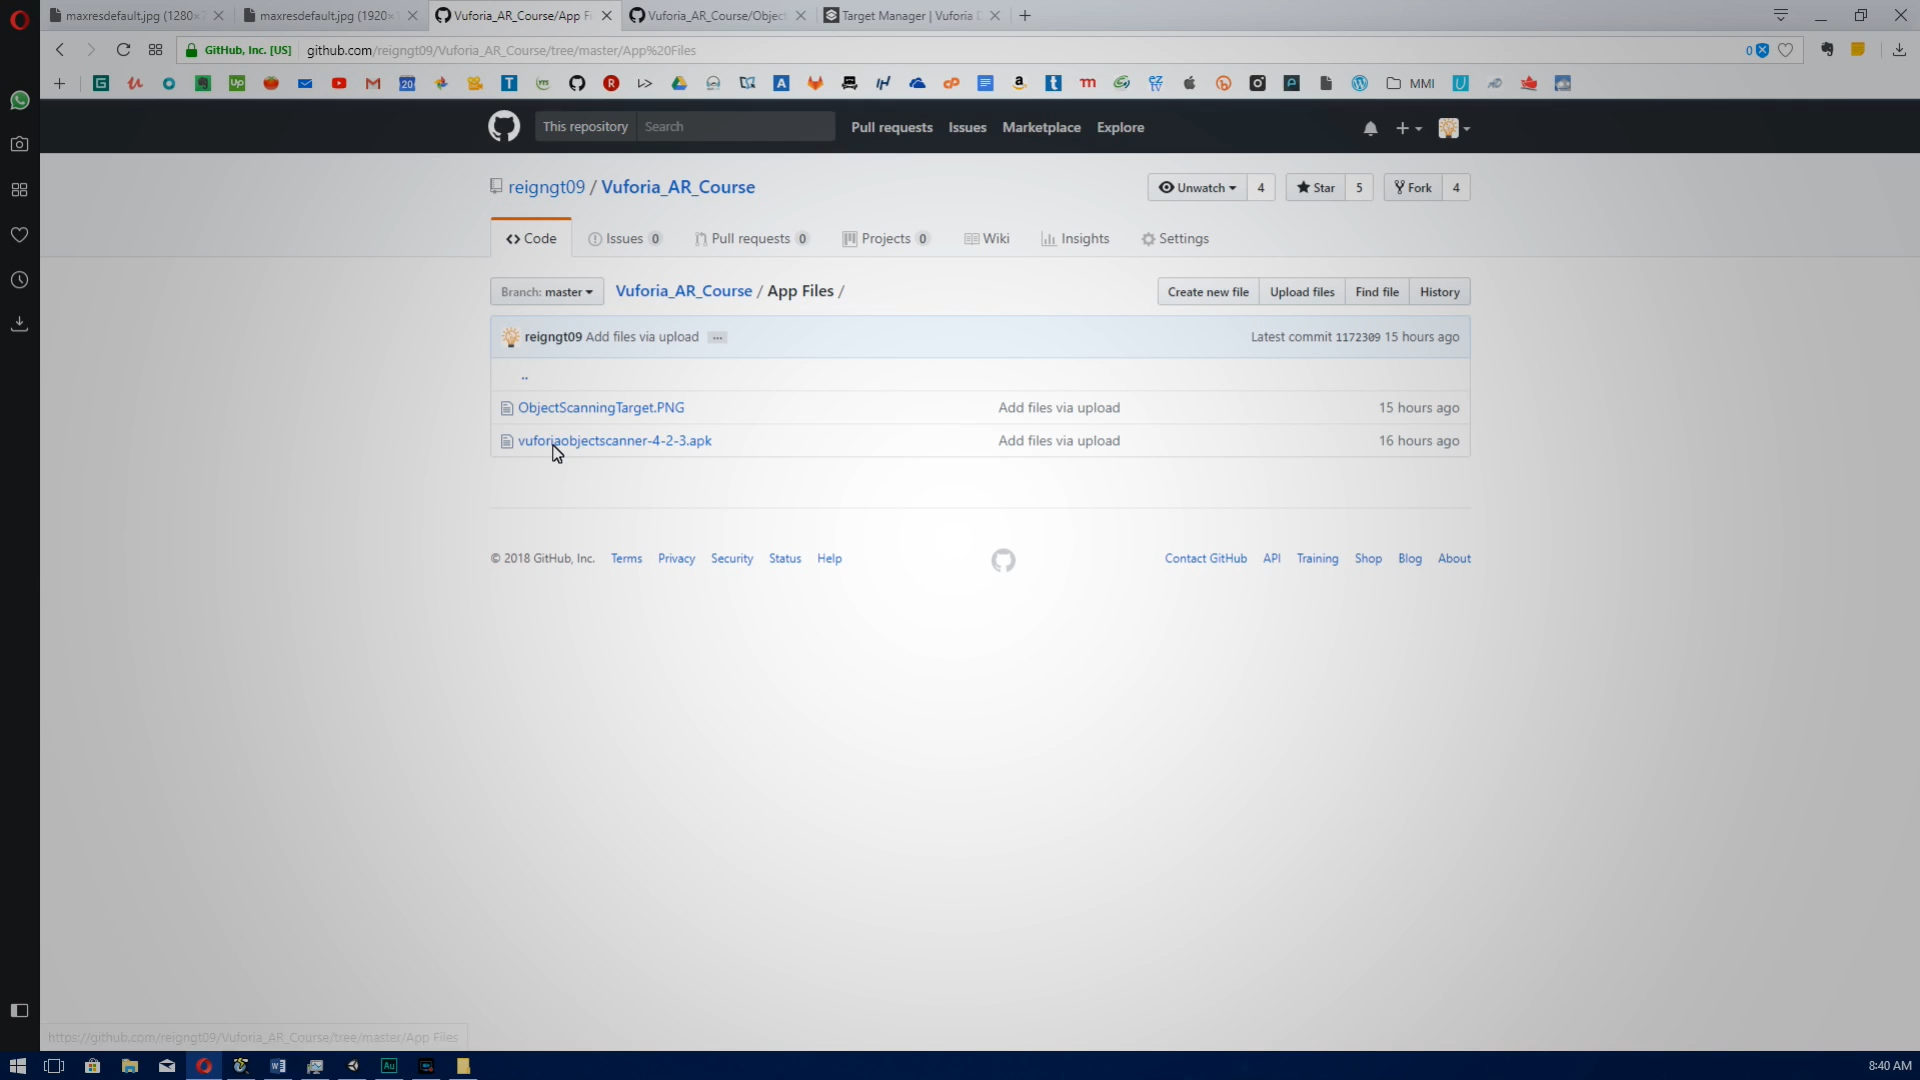 maxresdefault.jpg (1280×7
maxresdefault.jpg (1920×1
Vuforia_AR_Course/App Fi
Vuforia_AR_Course/Object
Target Manager | Vuforia D
GitHub, Inc. [US]
github.com/reigngt09/Vuforia_AR_Course/tree/master/App%20Files
0
MMI
This repository
Search
Pull requests
Issues
Marketplace
Explore
reigngt09 / Vuforia_AR_Course
Unwatch
4
Star
5
Fork
4
Code
Issues 0
Pull requests 0
Projects 0
Wiki
Insights
Settings
Branch: master
Vuforia_AR_Course / App Files /
Create new file
Upload files
Find file
History
reigngt09 Add files via upload ...
Latest commit 1172309 15 hours ago
..
ObjectScanningTarget.PNG
Add files via upload
15 hours ago
vuforiaobjectscanner-4-2-3.apk
Add files via upload
16 hours ago
© 2018 GitHub, Inc.
Terms
Privacy
Security
Status
Help
Contact GitHub
API
Training
Shop
Blog
About
https://github.com/reigngt09/Vuforia_AR_Course/tree/master/App Files
8:40 AM